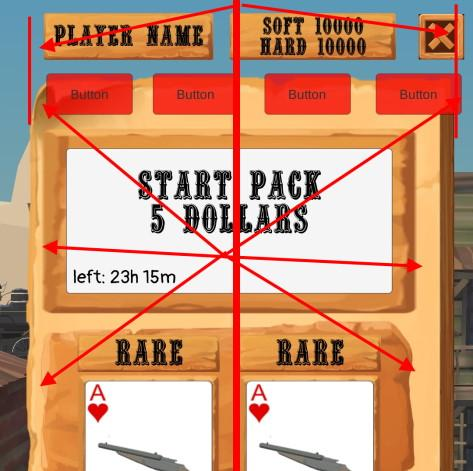 PLAYER NAME
SOFT 10000
HARD 10000
Button Button Button Button
START PACK
5 DOLLARS
left: 23h 15m
RARE RARE
A A